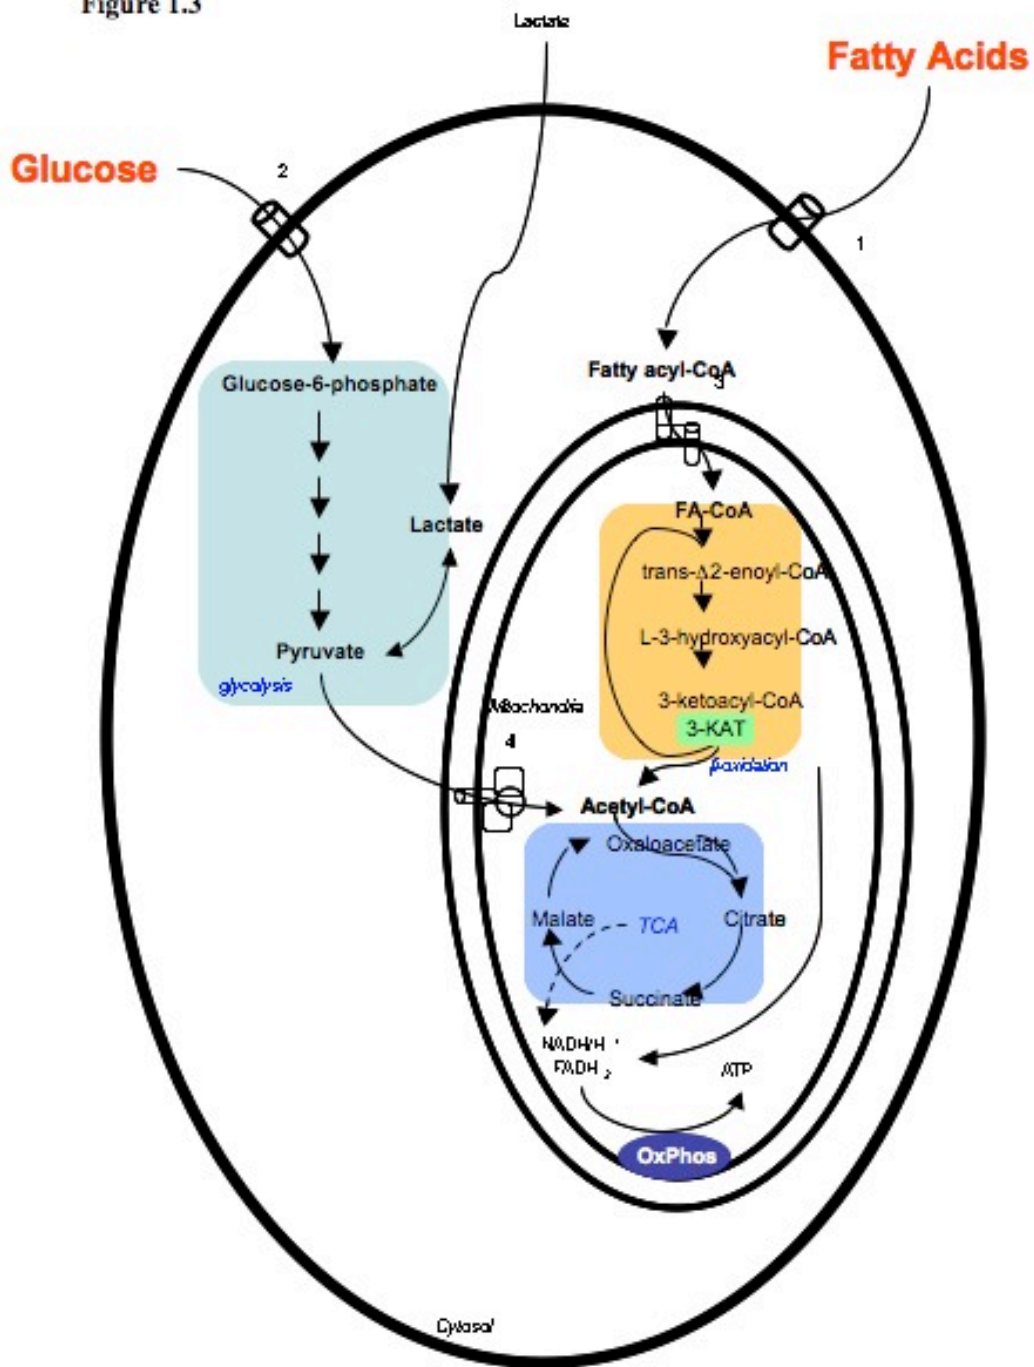 Figure 1.3
Lactate
Fatty Acids
Glucose
2
1
Fatty acyl-CoA
3
Glucose-6-phosphate
FA-CoA
Lactate
trans-Δ2-enoyl-CoA
L-3-hydroxyacyl-CoA
Pyruvate
glycolysis
3-ketoacyl-CoA
Mitochondria
3-KAT
4
β-oxidation
Acetyl-CoA
Oxaloacetate
Malate
TCA
Citrate
Succinate
NADH/H⁺
FADH₂
ATP
OxPhos
Cytosol